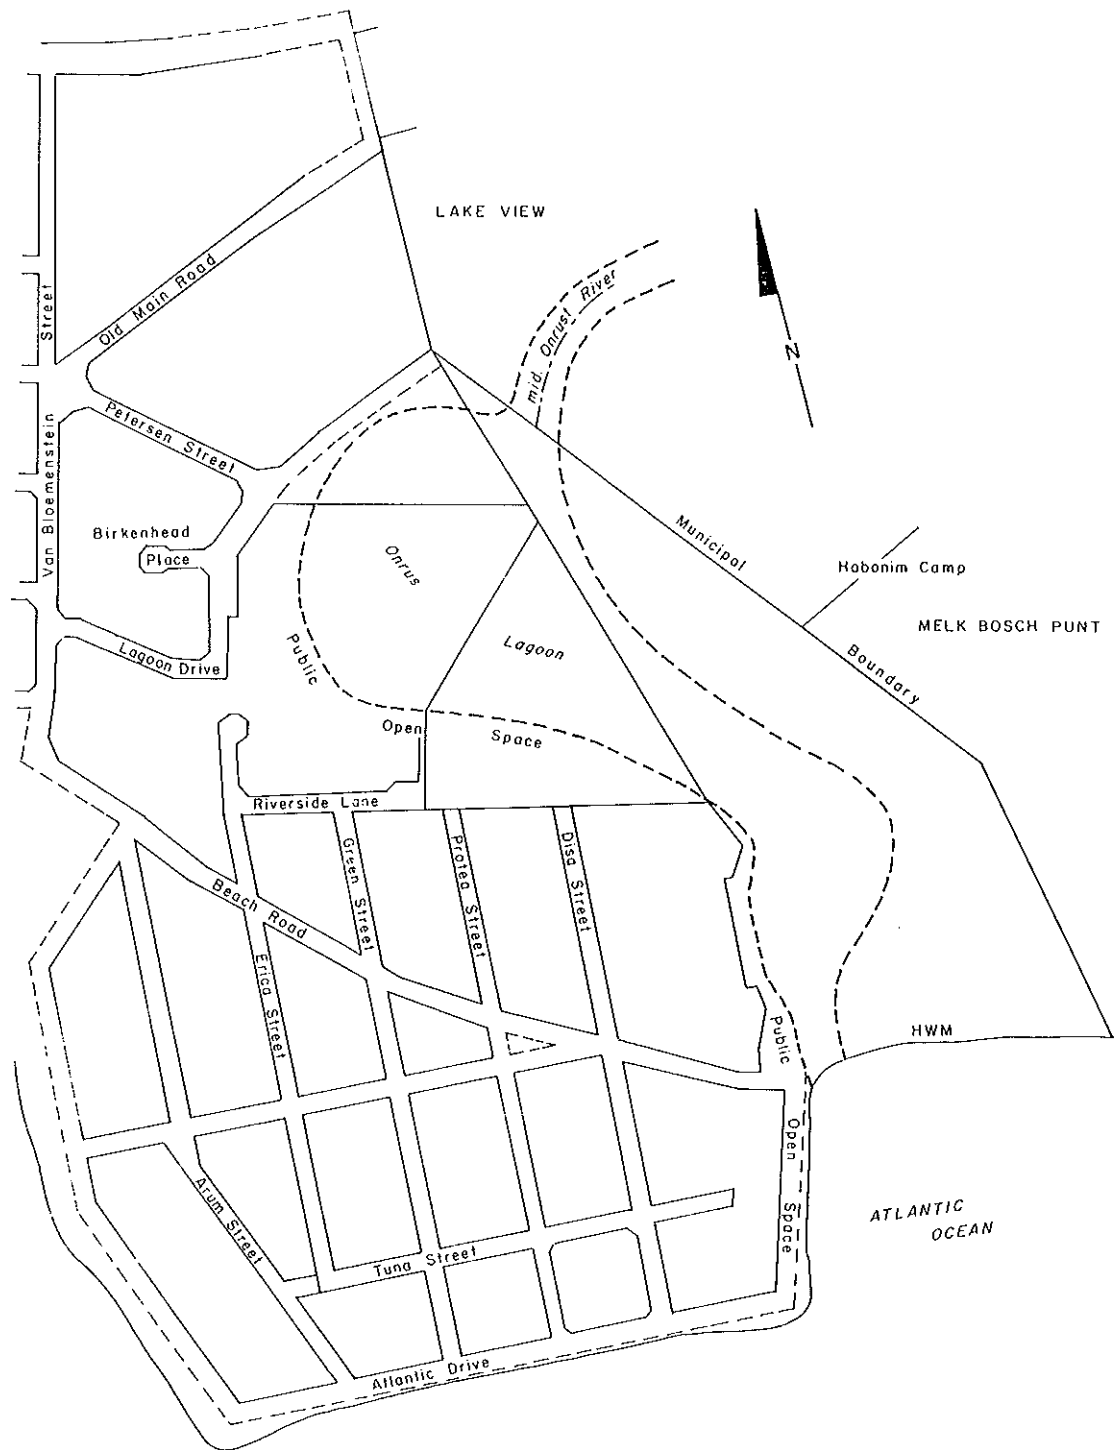 LAKE VIEW
Old Main Road
Street
Van Bloemenstein
mid. Onrust River
N
Petersen Street
Birkenhead
Place
Onrus
Lagoon
Municipal
Boundary
Habonim Camp
MELK BOSCH PUNT
Lagoon Drive
Public
Open
Space
Riverside Lane
Green Street
Protea Street
Disa Street
Beach Road
Erica Street
HWM
Public
Open
Space
ATLANTIC
OCEAN
Arum Street
Tuna Street
Atlantic Drive